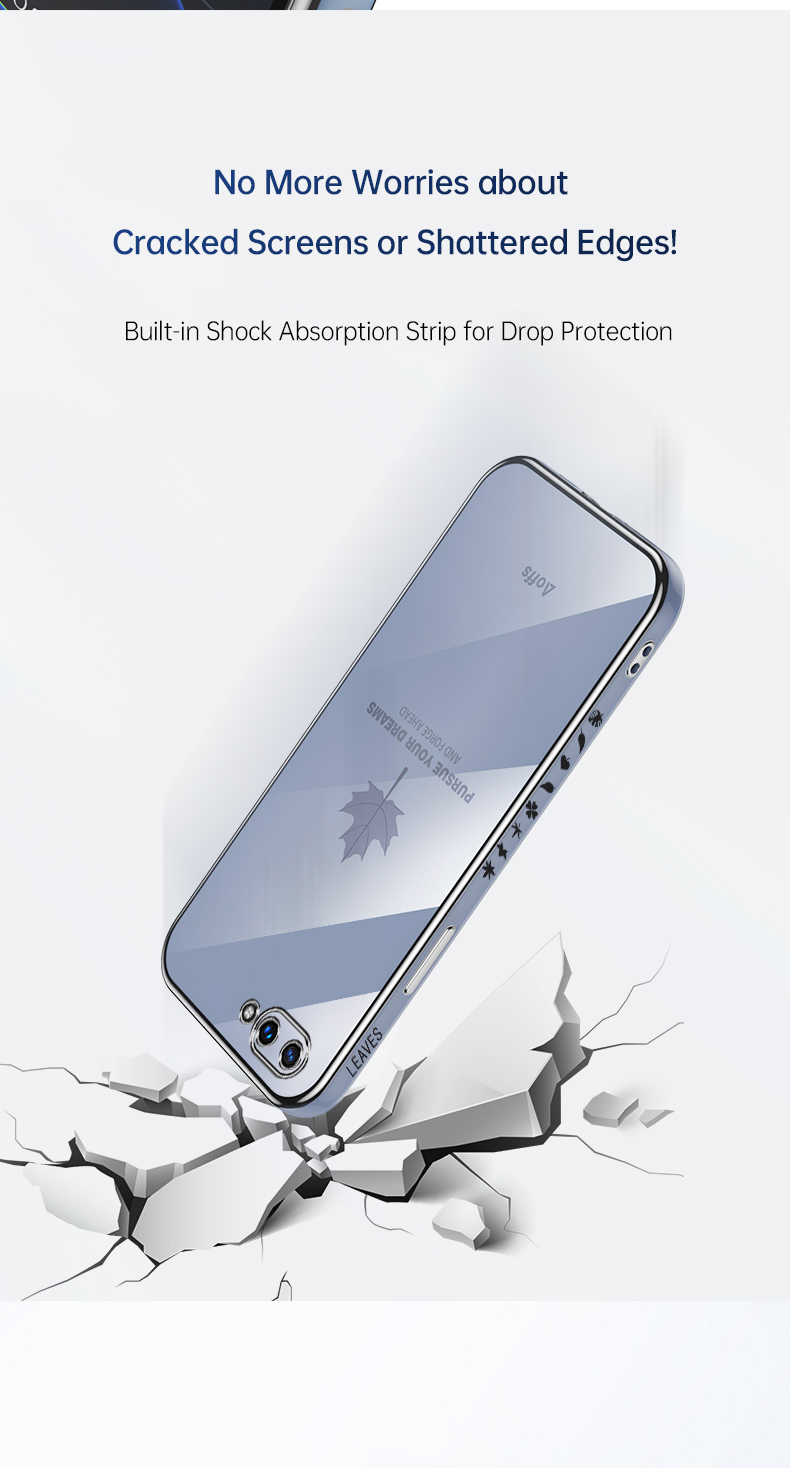 No More Worries about
Cracked Screens or Shattered Edges!
Built-in Shock Absorption Strip for Drop Protection
Aoffs
PURSUE YOUR DREAMS
AND FORGE AHEAD
LEAVES